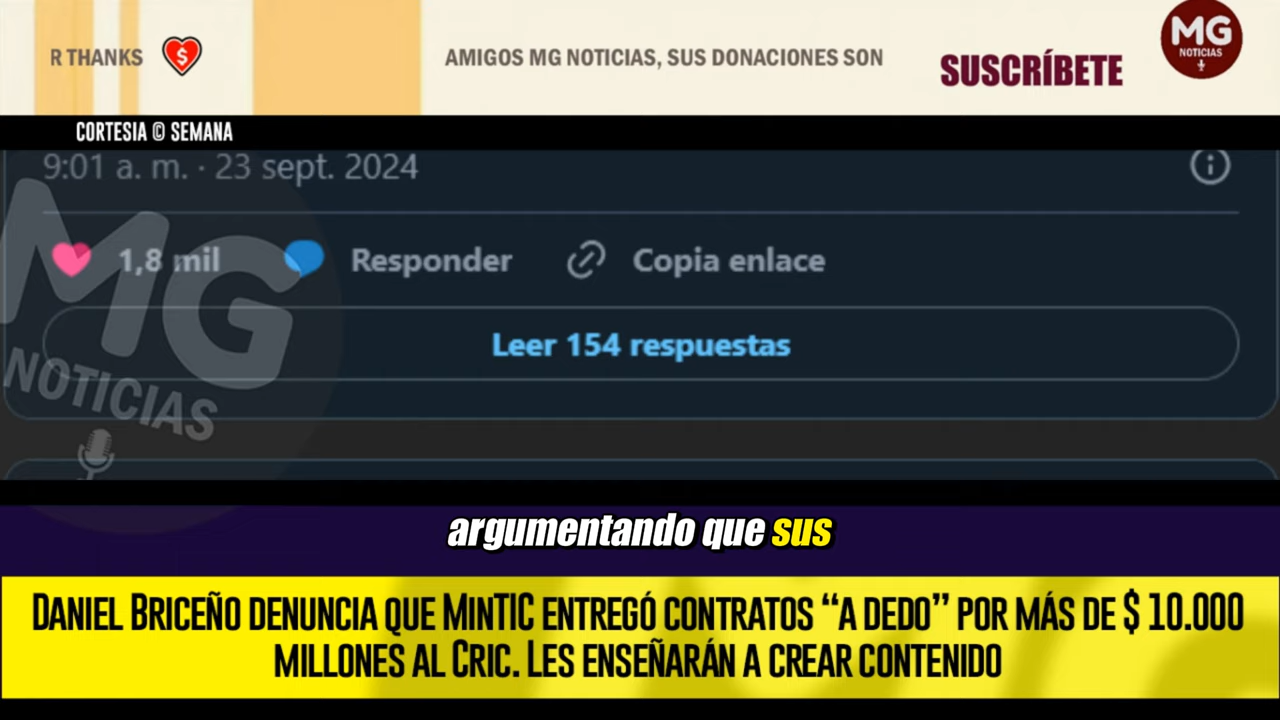 R THANKS
AMIGOS MG NOTICIAS, SUS DONACIONES SON
SUSCRÍBETE
MG
NOTICIAS
CORTESIA © SEMANA
9:01 a. m. · 23 sept. 2024
1,8 mil
Responder
Copia enlace
Leer 154 respuestas
MG
NOTICIAS
argumentando que sus
DANIEL BRICEÑO DENUNCIA QUE MINTIC ENTREGÓ CONTRATOS “A DEDO” POR MÁS DE $ 10.000
MILLONES AL CRIC. LES ENSEÑARÁN A CREAR CONTENIDO